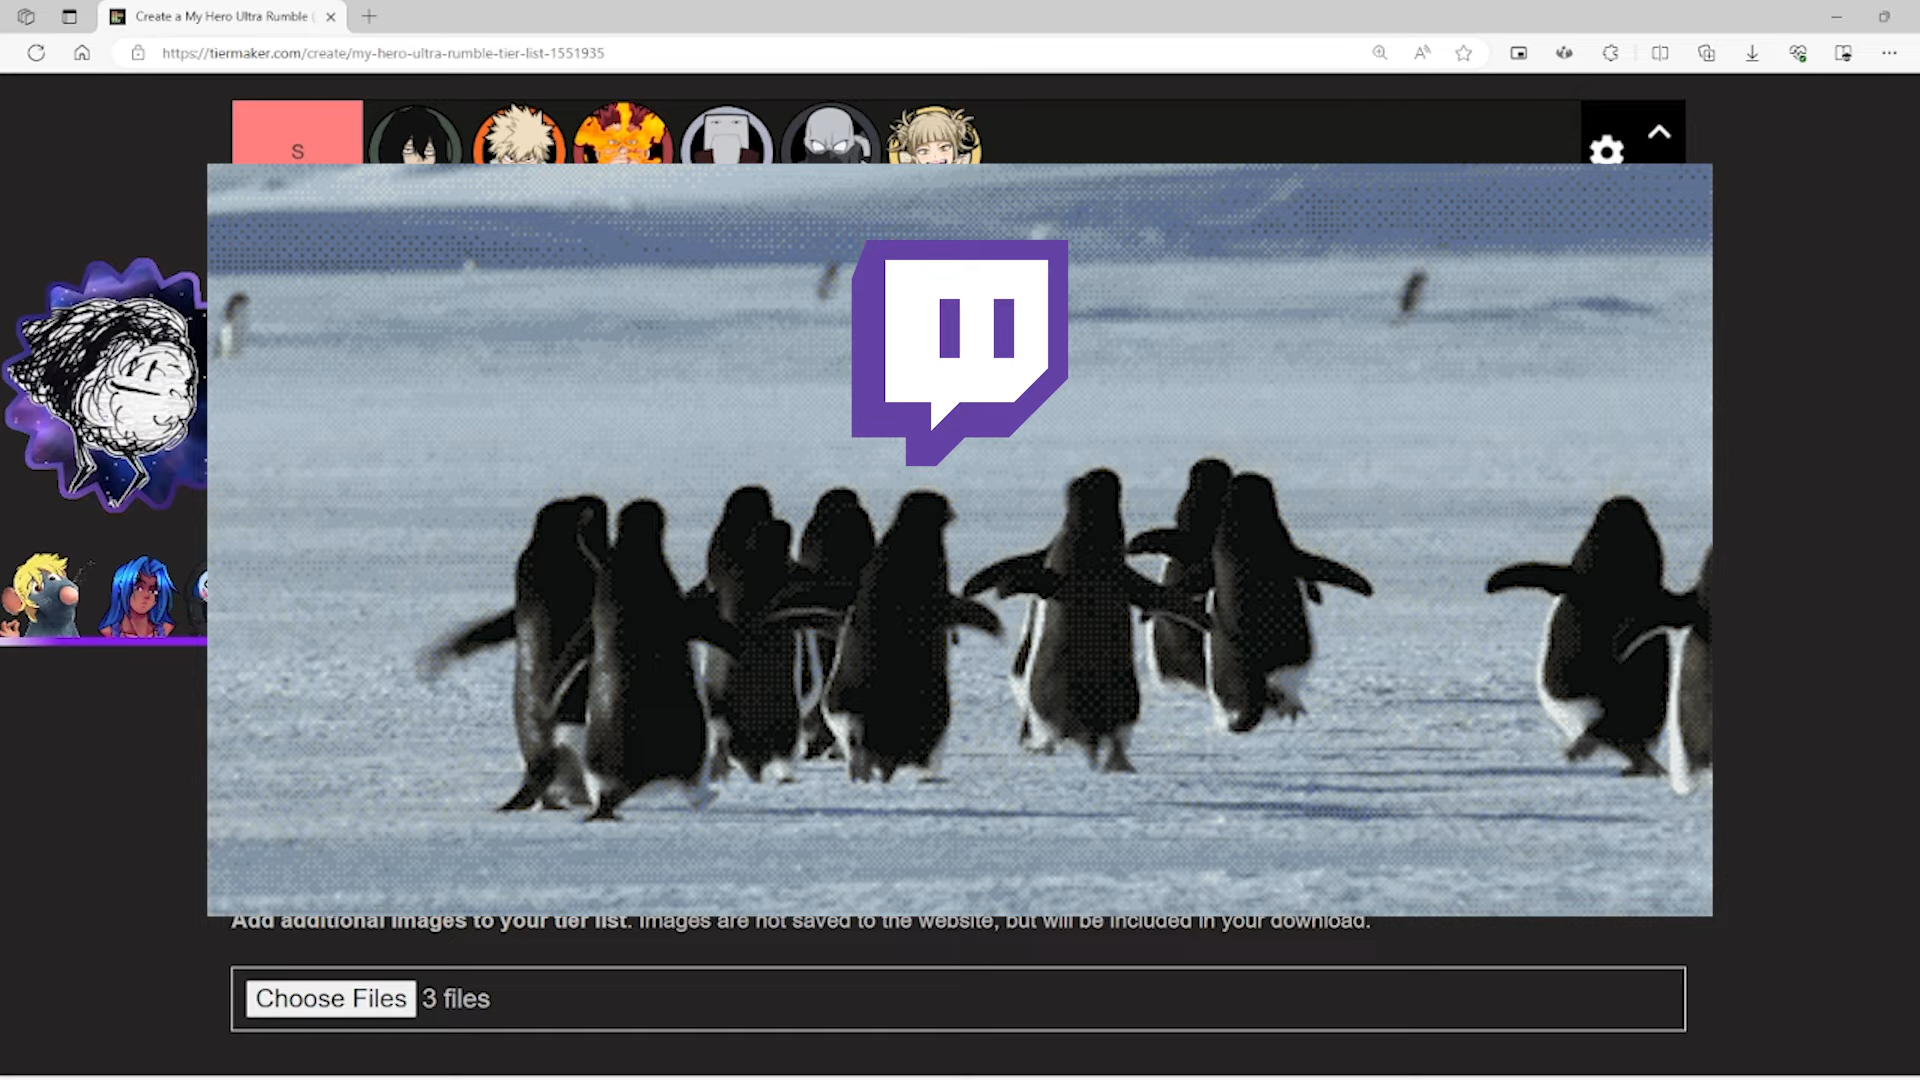 Create a My Hero Ultra Rumble (
https://tiermaker.com/create/my-hero-ultra-rumble-tier-list-1551935
S
Add additional images to your tier list. Images are not saved to the website, but will be included in your download.
Choose Files 3 files